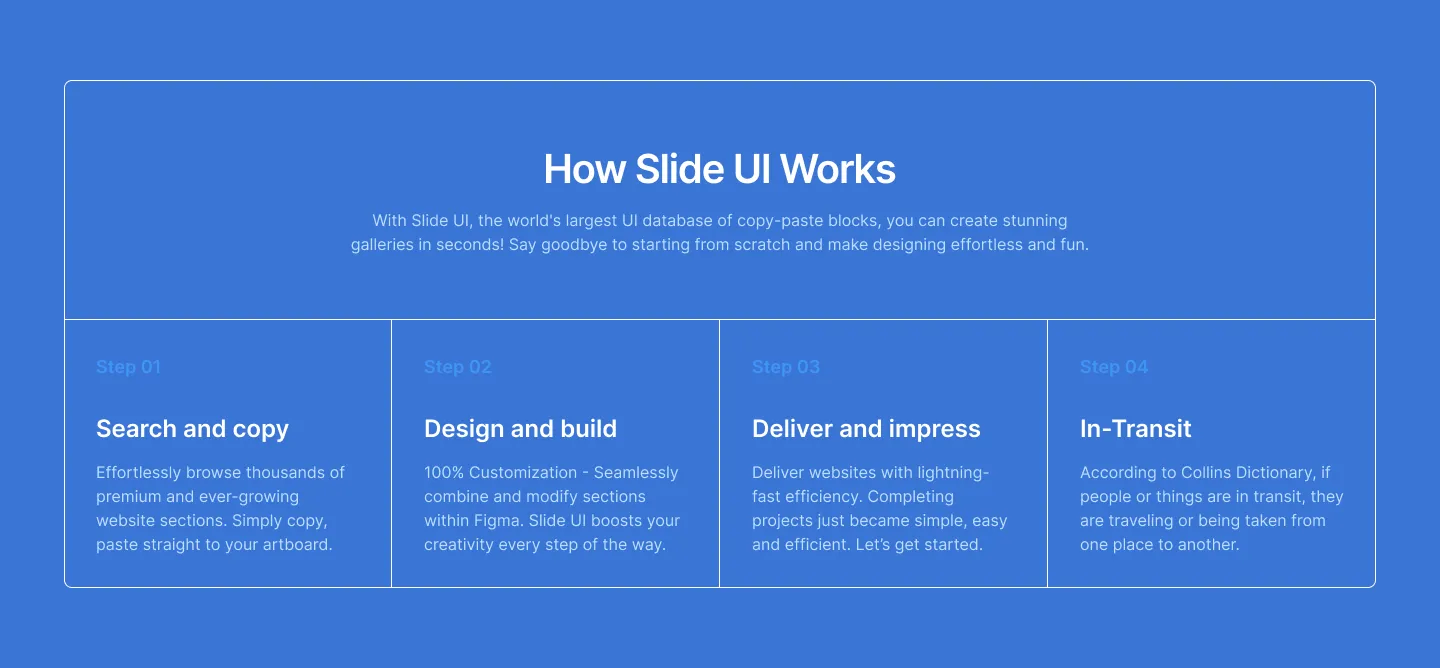 How Slide UI Works
With Slide UI, the world's largest UI database of copy-paste blocks, you can create stunning
galleries in seconds! Say goodbye to starting from scratch and make designing effortless and fun.
Step 01
Search and copy
Effortlessly browse thousands of
premium and ever-growing
website sections. Simply copy,
paste straight to your artboard.
Step 02
Design and build
100% Customization - Seamlessly
combine and modify sections
within Figma. Slide UI boosts your
creativity every step of the way.
Step 03
Deliver and impress
Deliver websites with lightning-
fast efficiency. Completing
projects just became simple, easy
and efficient. Let’s get started.
Step 04
In-Transit
According to Collins Dictionary, if
people or things are in transit, they
are traveling or being taken from
one place to another.